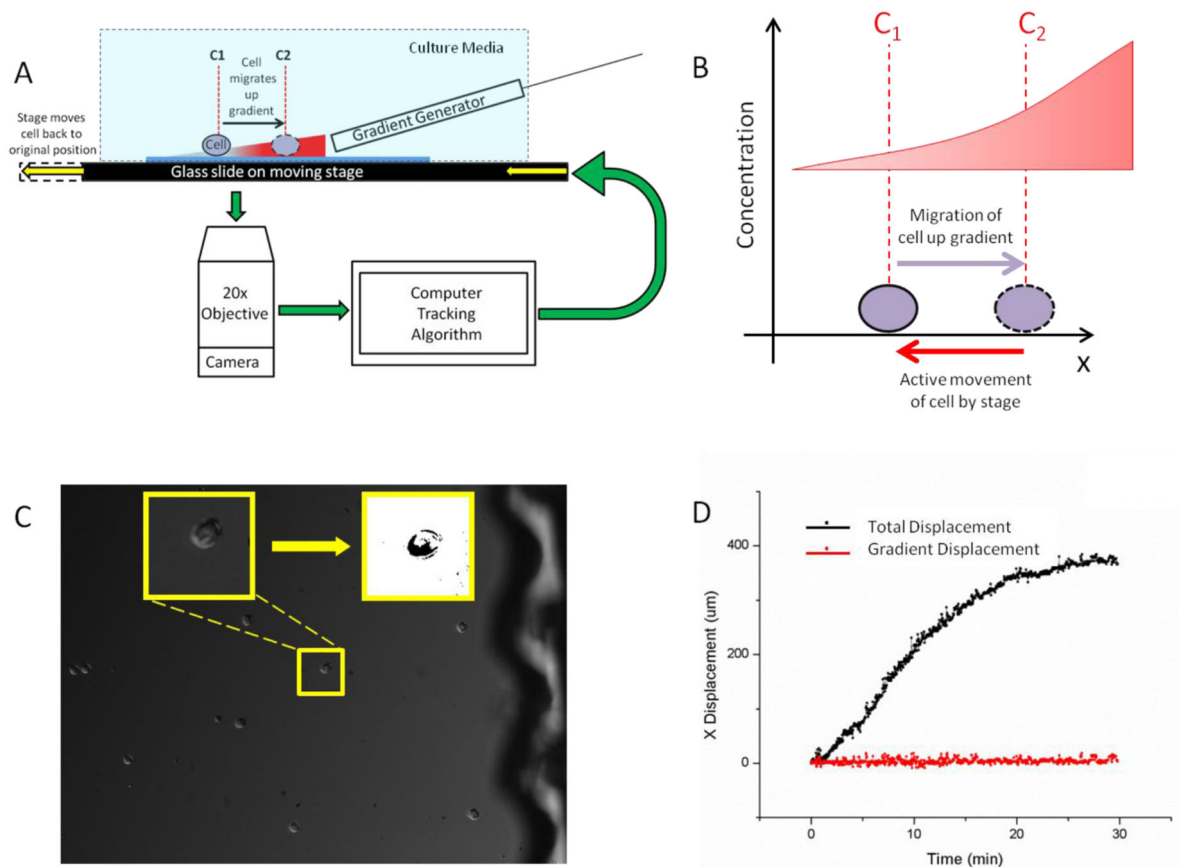 A
Culture Media
C1
C2
Cell
migrates
up
gradient
Gradient Generator
Stage moves
cell back to
original position
Cell
Glass slide on moving stage
20x
Objective
Camera
Computer
Tracking
Algorithm
B
C1
C2
Concentration
Migration of
cell up gradient
X
Active movement
of cell by stage
C
D
Total Displacement
Gradient Displacement
X Displacement (um)
400
200
0
0
10
20
30
Time (min)